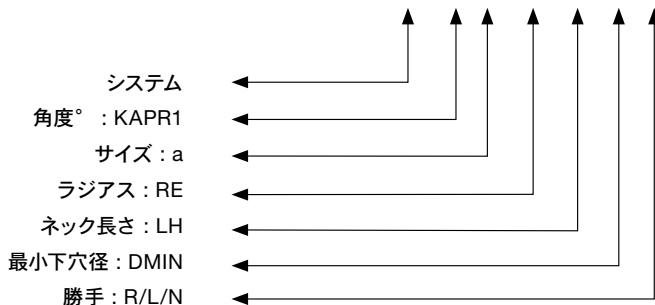 システム
角度° : KAPR1
サイズ : a
ラジアス : RE
ネック長さ : LH
最小下穴径 : DMIN
勝手 : R/L/N